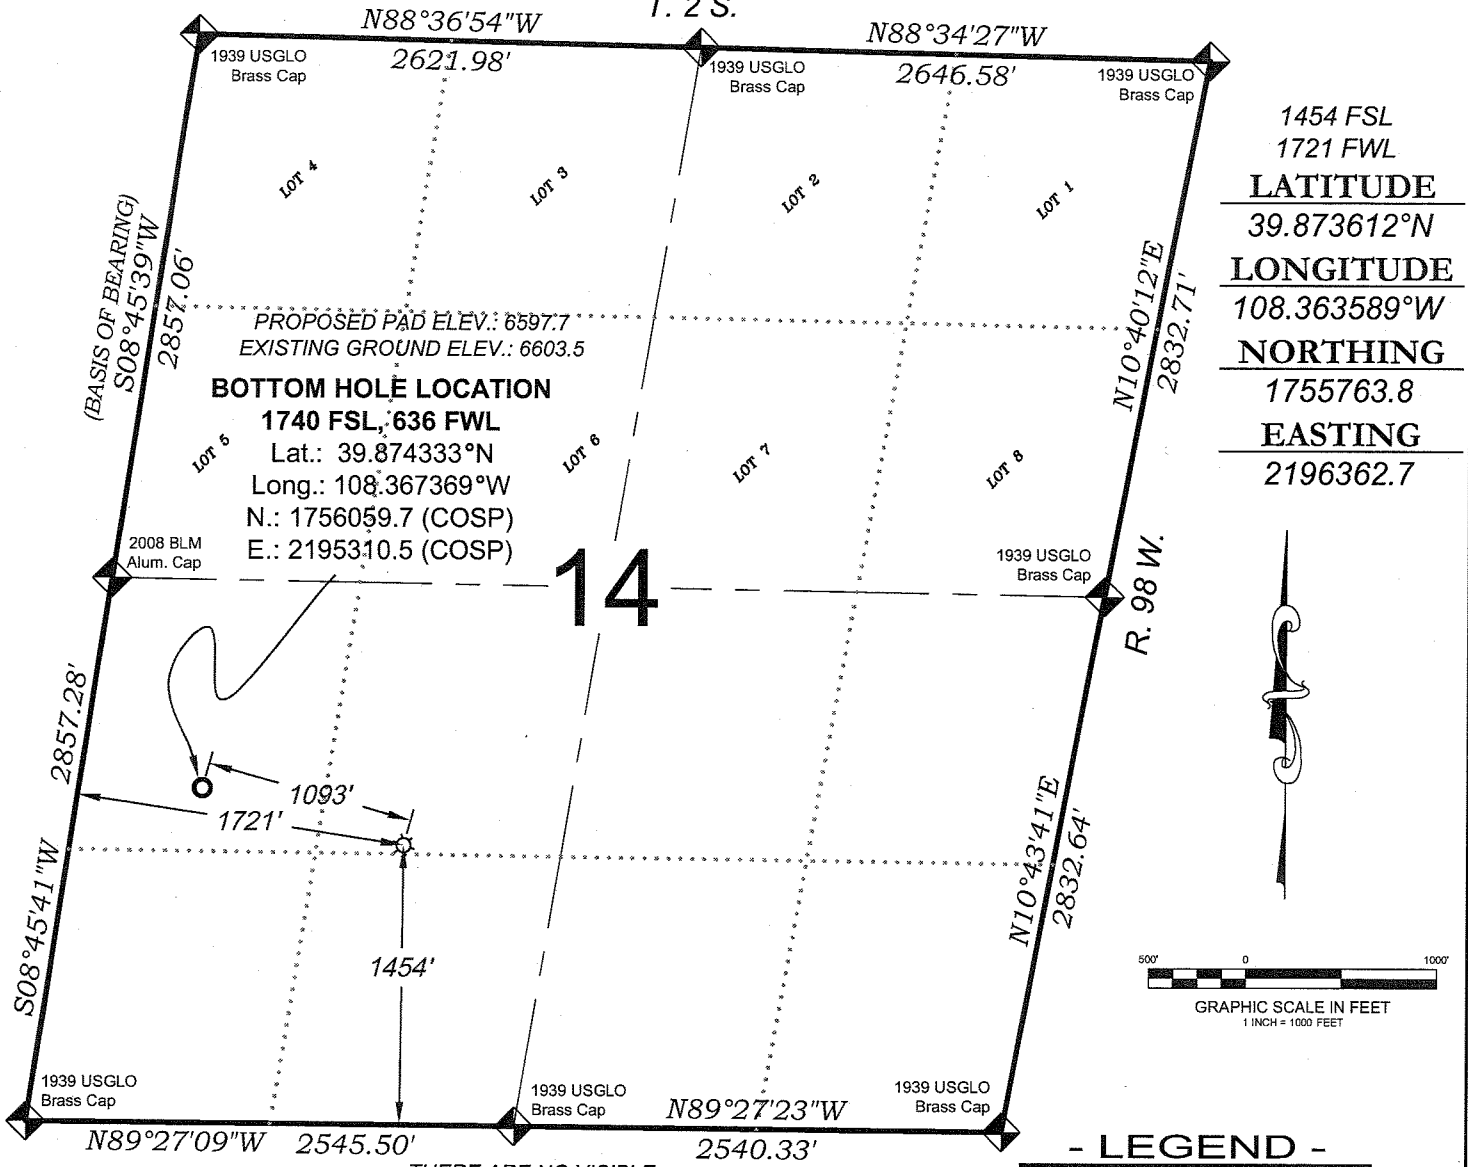 T. 2 S.
N88°36'54"W
2621.98'
N88°34'27"W
2646.58'
1939 USGLO
Brass Cap
1939 USGLO
Brass Cap
1939 USGLO
Brass Cap
1454 FSL
1721 FWL
LATITUDE
39.873612°N
LONGITUDE
108.363589°W
NORTHING
1755763.8
EASTING
2196362.7
LOT 4
LOT 3
LOT 2
LOT 1
(BASIS OF BEARING)
S08°45'39"W
2857.06'
N10°40'12"E
2832.71'
PROPOSED PAD ELEV.: 6597.7
EXISTING GROUND ELEV.: 6603.5
BOTTOM HOLE LOCATION
1740 FSL, 636 FWL
Lat.: 39.874333°N
Long.: 108.367369°W
N.: 1756059.7 (COSP)
E.: 2195310.5 (COSP)
LOT 5
LOT 6
LOT 7
LOT 8
2008 BLM
Alum. Cap
14
1939 USGLO
Brass Cap
R. 98 W.
2857.28'
S08°45'41"W
1093'
1721'
1454'
N10°43'41"E
2832.64'
500'
0
1000'
GRAPHIC SCALE IN FEET
1 INCH = 1000 FEET
1939 USGLO
Brass Cap
1939 USGLO
Brass Cap
1939 USGLO
Brass Cap
N89°27'09"W
2545.50'
N89°27'23"W
2540.33'
THERE ARE NO VISIBLE
- LEGEND -